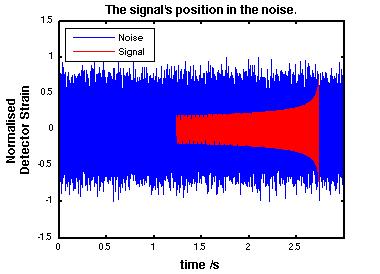 The signal's position in the noise.
1.5
Noise
Signal
1
0.5
0
-0.5
-1
-1.5
Normalised
Detector Strain
0 0.5 1 1.5 2 2.5
time /s